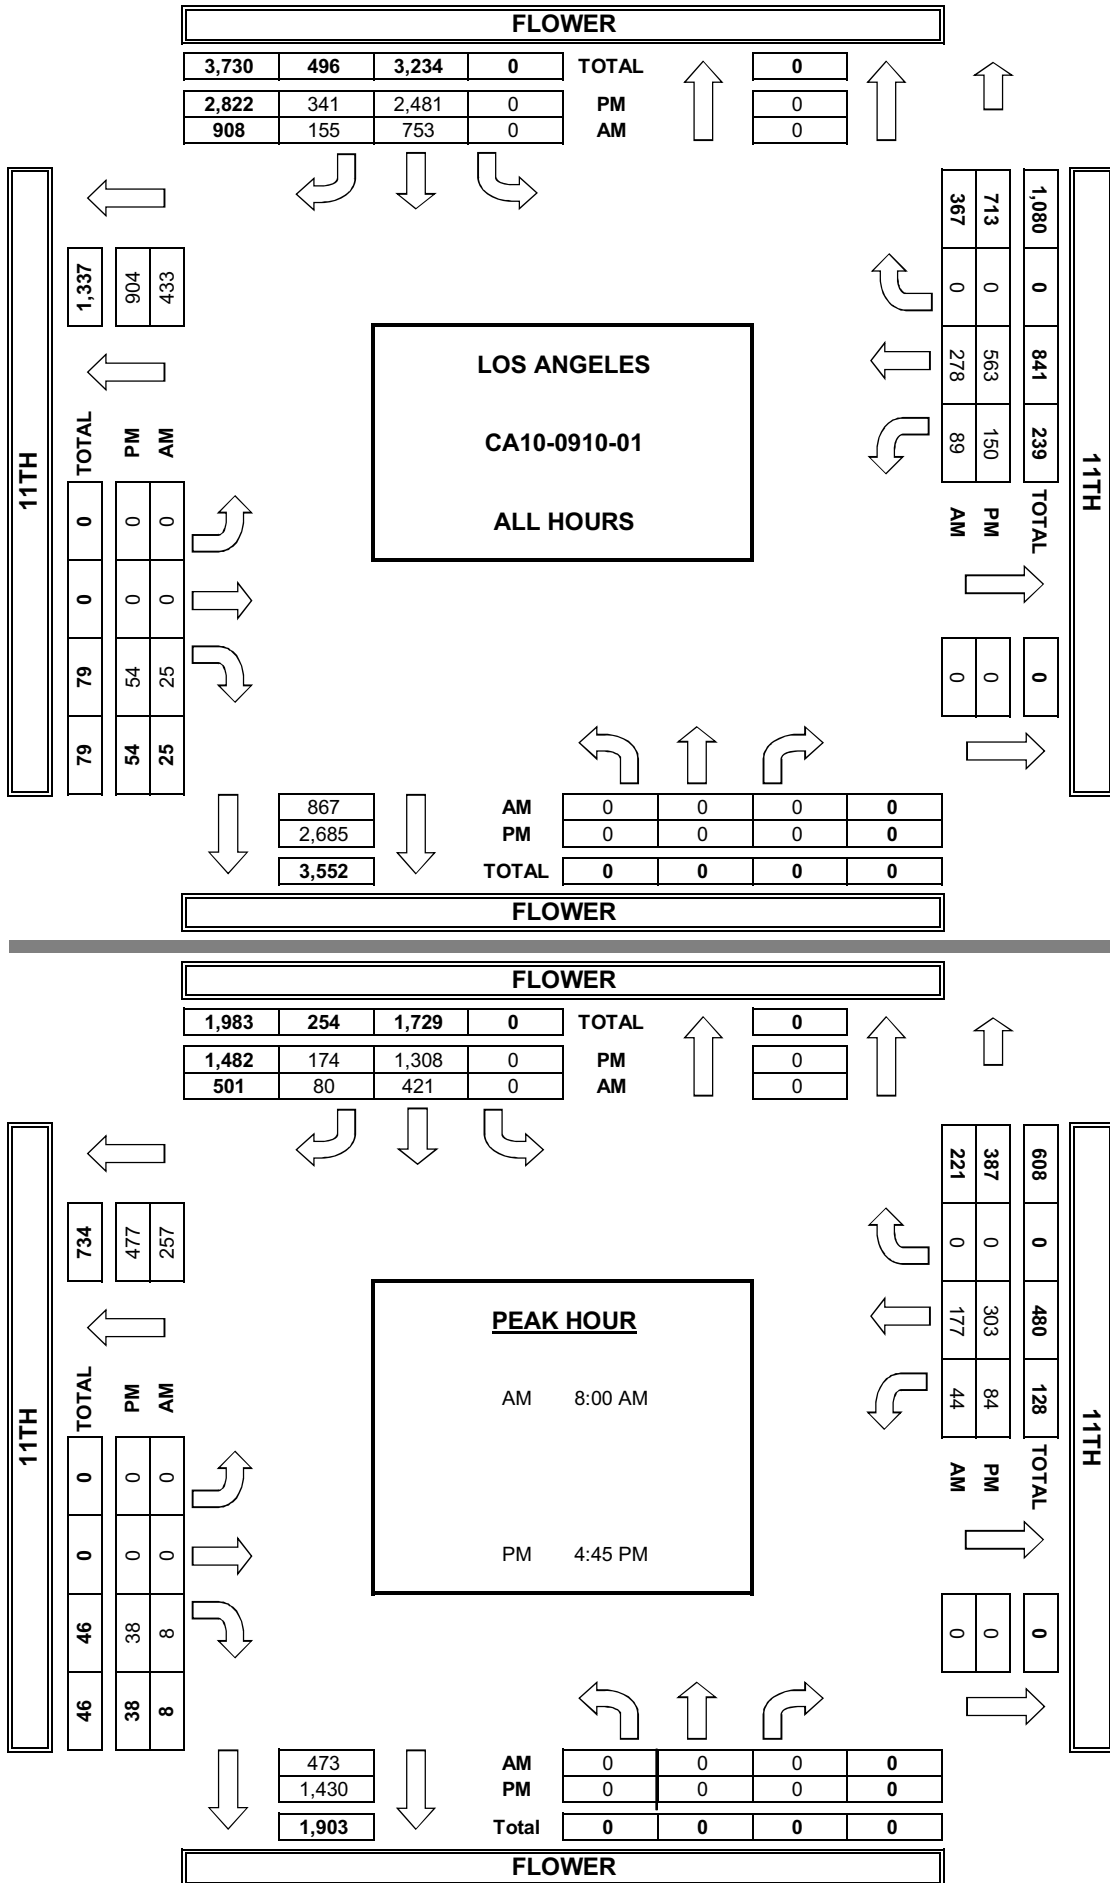 FLOWER
3,730 496 3,234 0 TOTAL 0
2,822 341 2,481 0 PM 0
908 155 753 0 AM 0
11TH
1,337 904 433
TOTAL PM AM
0 0 0
0 0 0
79 54 25
79 54 25
LOS ANGELES
CA10-0910-01
ALL HOURS
367 713 1,080
0 0 0
278 563 841
89 150 239
AM PM TOTAL
0 0 0
11TH
867 AM 0 0 0 0
2,685 PM 0 0 0 0
3,552 TOTAL 0 0 0 0
FLOWER
FLOWER
1,983 254 1,729 0 TOTAL 0
1,482 174 1,308 0 PM 0
501 80 421 0 AM 0
11TH
734 477 257
TOTAL PM AM
0 0 0
0 0 0
46 38 8
46 38 8
PEAK HOUR
AM 8:00 AM
PM 4:45 PM
221 387 608
0 0 0
177 303 480
44 84 128
AM PM TOTAL
0 0 0
11TH
473 AM 0 0 0 0
1,430 PM 0 0 0 0
1,903 Total 0 0 0 0
FLOWER